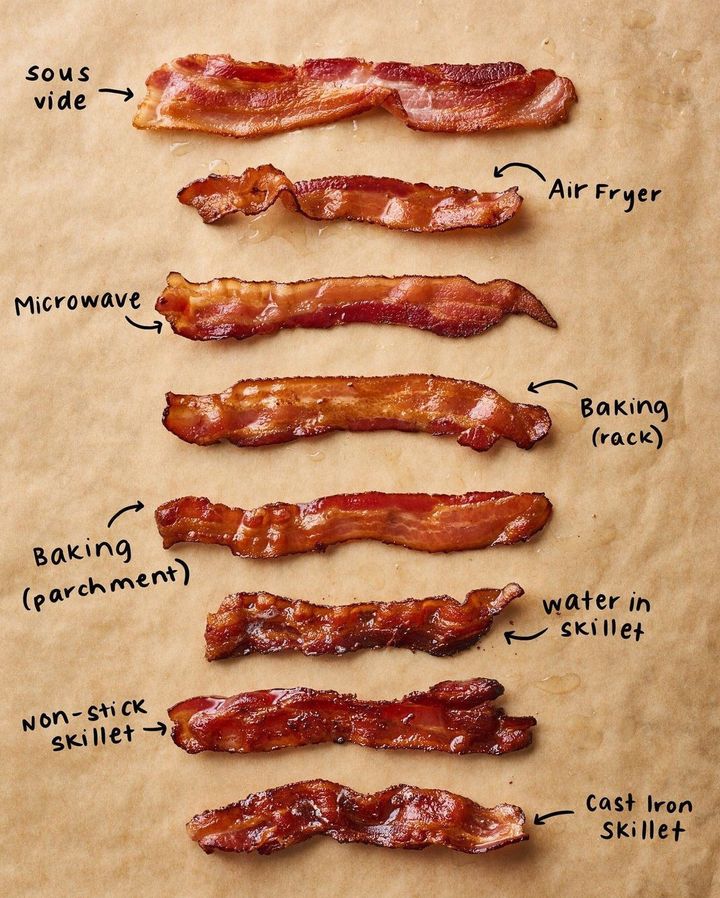 sous
vide
Air Fryer
Microwave
Baking
(rack)
Baking
(parchment)
water in
skillet
Non-stick
skillet
Cast Iron
skillet